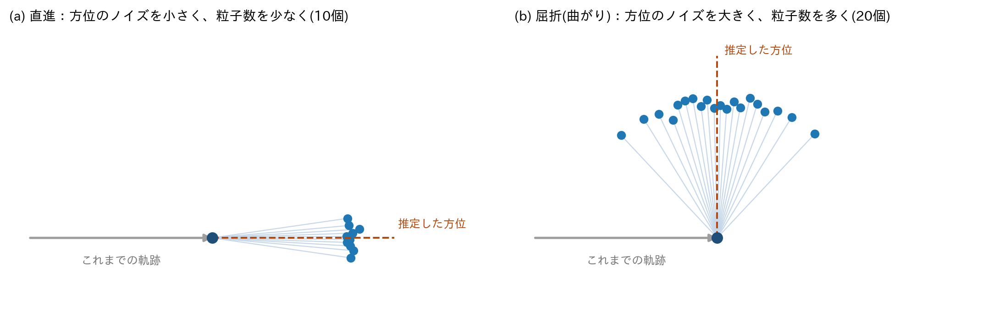 (a) 直進：方位のノイズを小さく、粒子数を少なく(10個)
推定した方位
これまでの軌跡
(b) 屈折(曲がり)：方位のノイズを大きく、粒子数を多く(20個)
推定した方位
これまでの軌跡